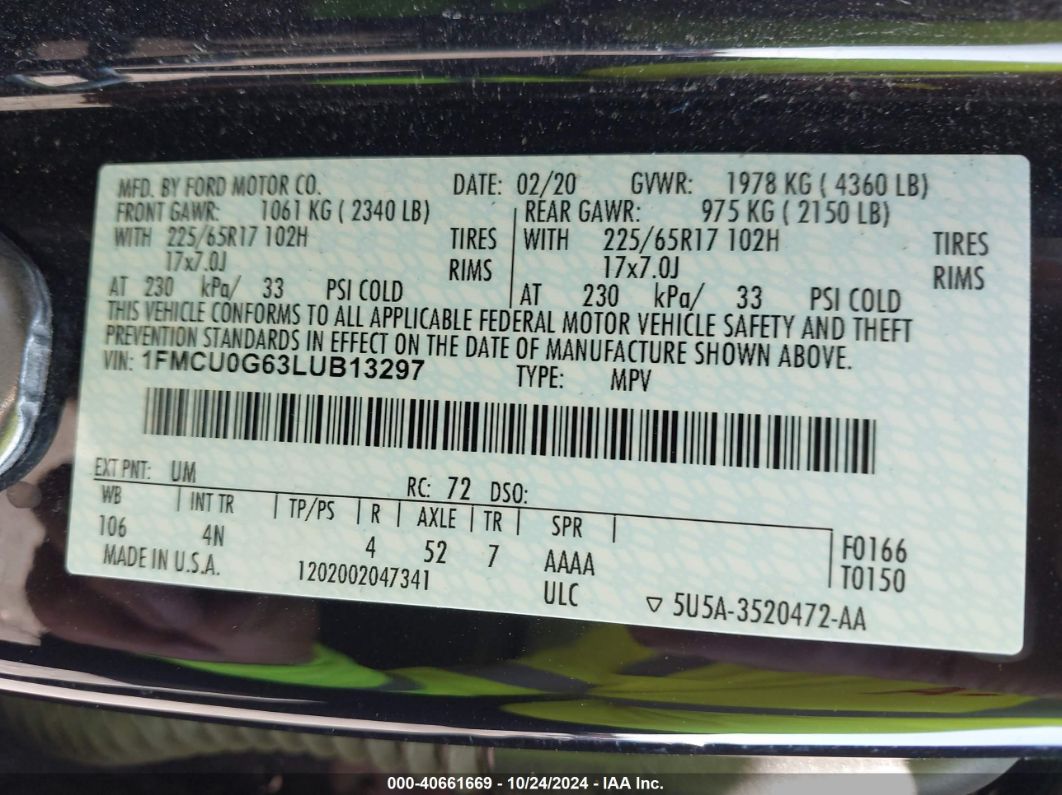 MFD. BY FORD MOTOR CO. DATE: 02/20 GVWR: 1978 KG ( 4360 LB)
FRONT GAWR: 1061 KG ( 2340 LB) REAR GAWR: 975 KG ( 2150 LB)
WITH 225/65R17 102H TIRES WITH 225/65R17 102H TIRES
17x7.0J RIMS 17x7.0J RIMS
AT 230 kPa/ 33 PSI COLD AT 230 kPa/ 33 PSI COLD
THIS VEHICLE CONFORMS TO ALL APPLICABLE FEDERAL MOTOR VEHICLE SAFETY AND THEFT
PREVENTION STANDARDS IN EFFECT ON THE DATE OF MANUFACTURE SHOWN ABOVE.
VIN: 1FMCU0G63LUB13297 TYPE: MPV
EXT PNT: UM RC: 72 DSO:
WB INT TR TP/PS R AXLE TR SPR
106 4N 4 52 7 AAAA F0166
MADE IN U.S.A. 1202002047341 ULC T0150
▽ 5U5A-3520472-AA
000-40661669 - 10/24/2024 - IAA Inc.